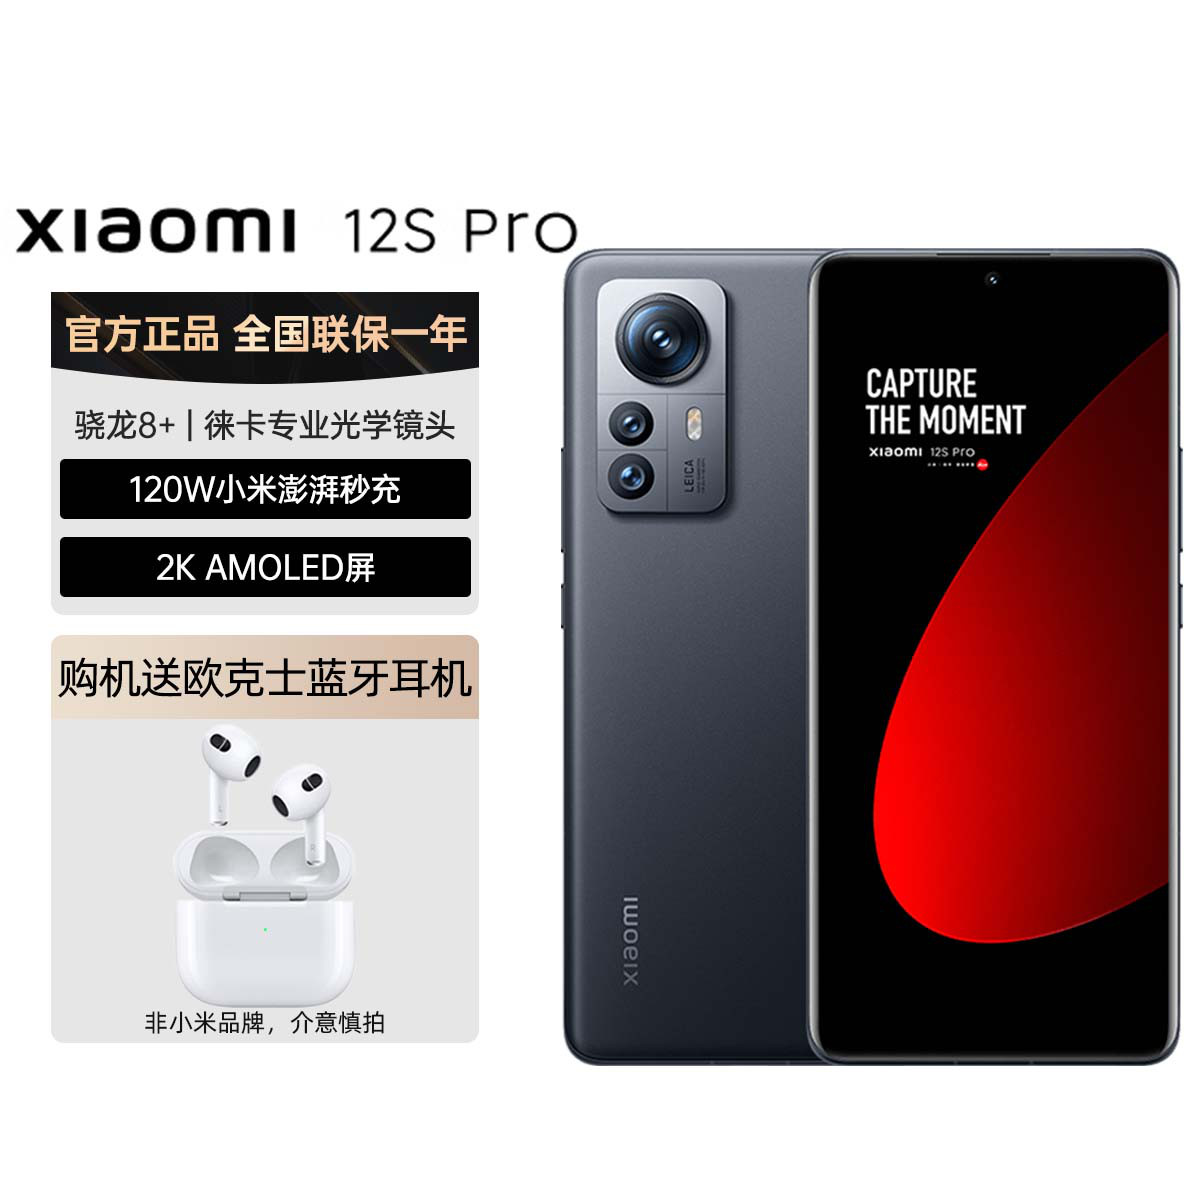 xiaomi 12S Pro
官方正品 全国联保一年
骁龙8+ | 徕卡专业光学镜头
120W小米澎湃秒充
2K AMOLED屏
购机送欧克士蓝牙耳机
非小米品牌，介意慎拍
LEICA
xiaomi
CAPTURE
THE MOMENT
xiaomi 12S Pro